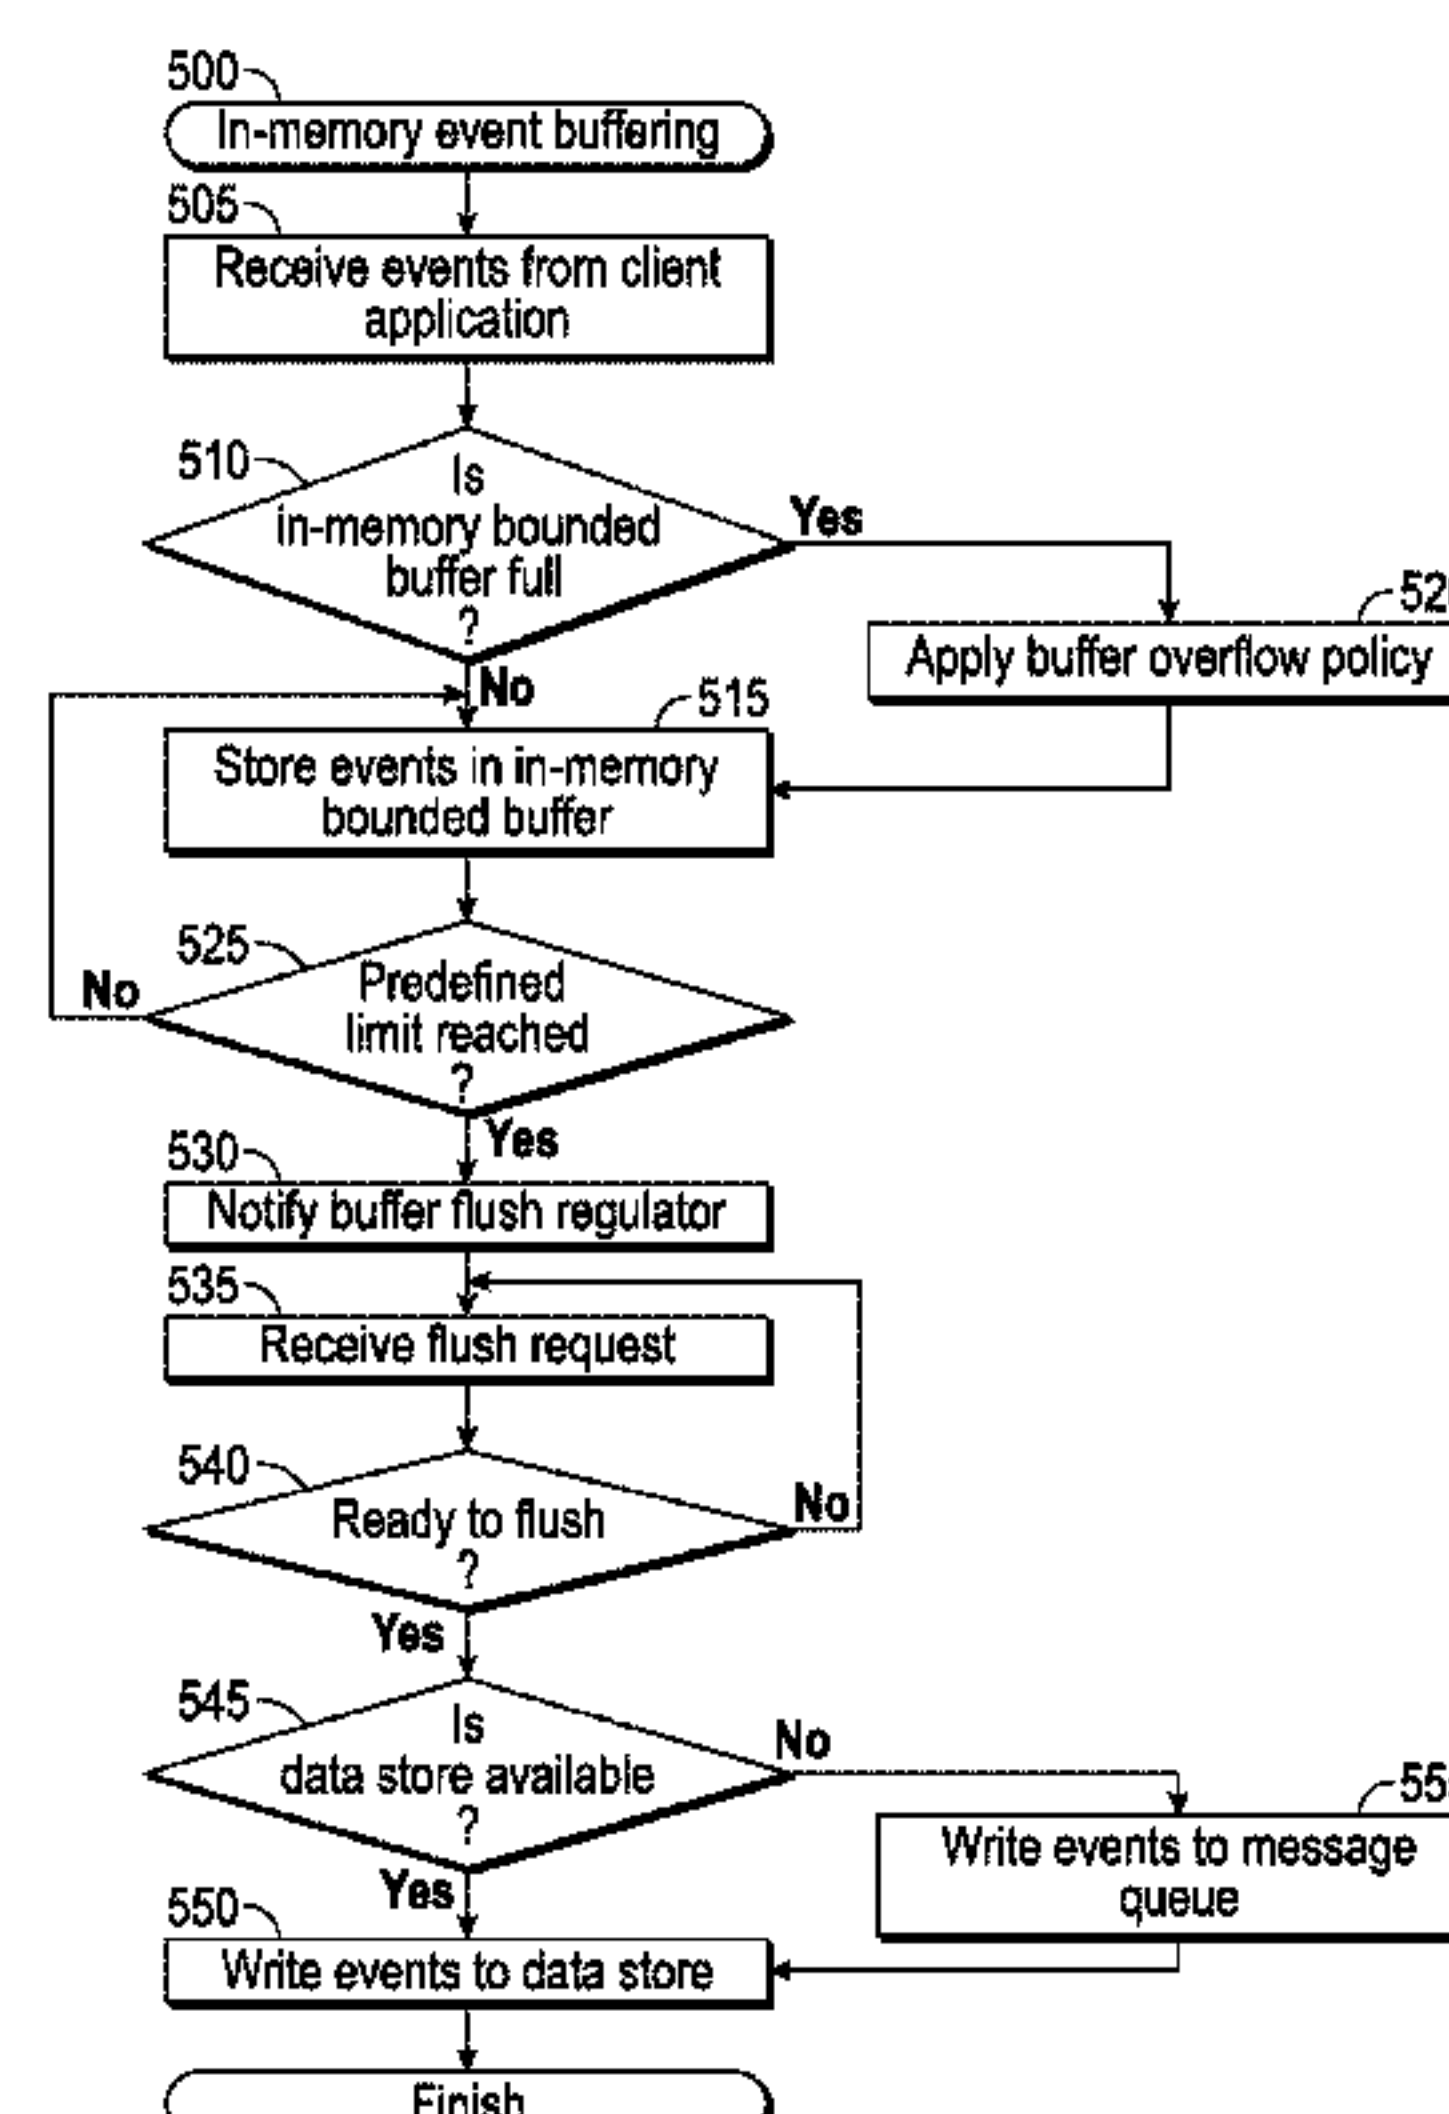 500
In-memory event buffering
505
Receive events from client
application
510
Is
in-memory bounded
buffer full
?
Yes
Apply buffer overflow policy
No
515
Store events in in-memory
bounded buffer
525
Predefined
limit reached
?
No
Yes
530
Notify buffer flush regulator
535
Receive flush request
540
Ready to flush
?
No
Yes
545
Is
data store available
?
No
Write events to message
queue
Yes
550
Write events to data store
Finish